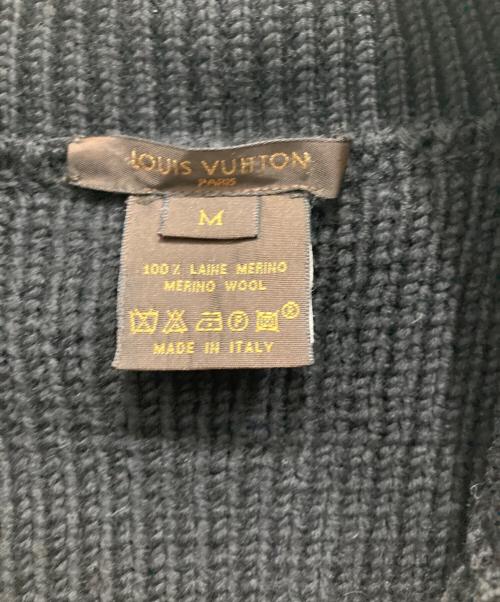 LOUIS VUITTON
PARIS
M
100% LAINE MERINO
MERINO WOOL
P
®
MADE IN ITALY